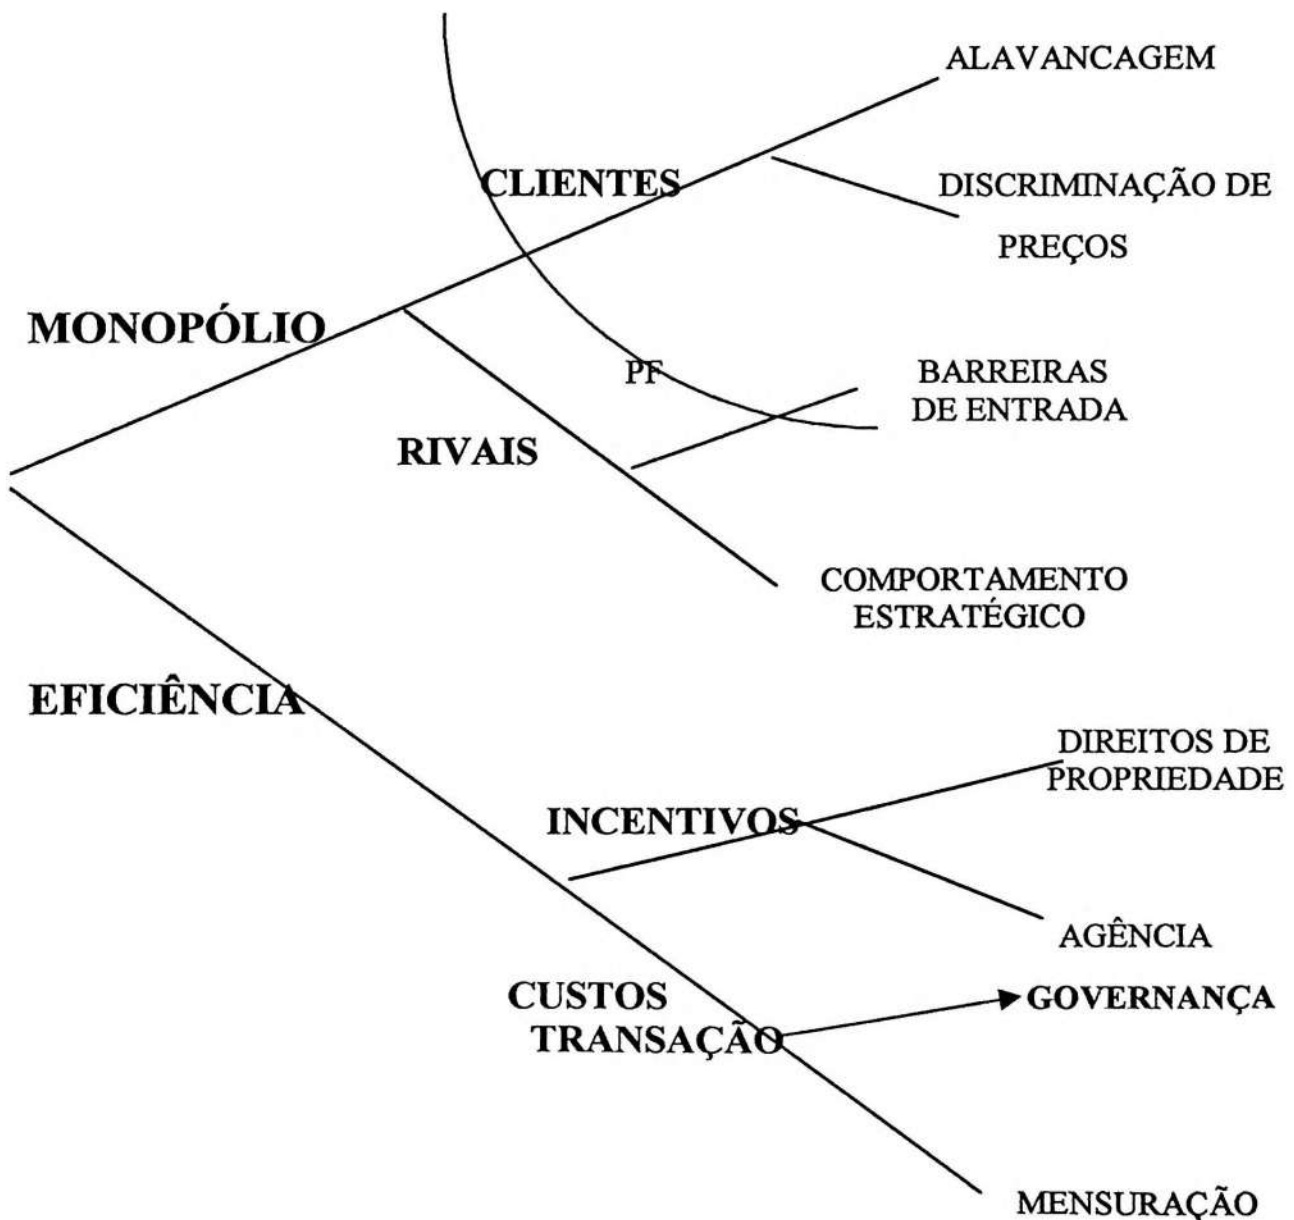 ALAVANCAGEM
CLIENTES
DISCRIMINAÇÃO DE
PREÇOS
MONOPÓLIO
PF
BARREIRAS
DE ENTRADA
RIVAIS
COMPORTAMENTO
ESTRATÉGICO
EFICIÊNCIA
DIREITOS DE
PROPRIEDADE
INCENTIVOS
AGÊNCIA
CUSTOS
TRANSAÇÃO
GOVERNANÇA
MENSURAÇÃO